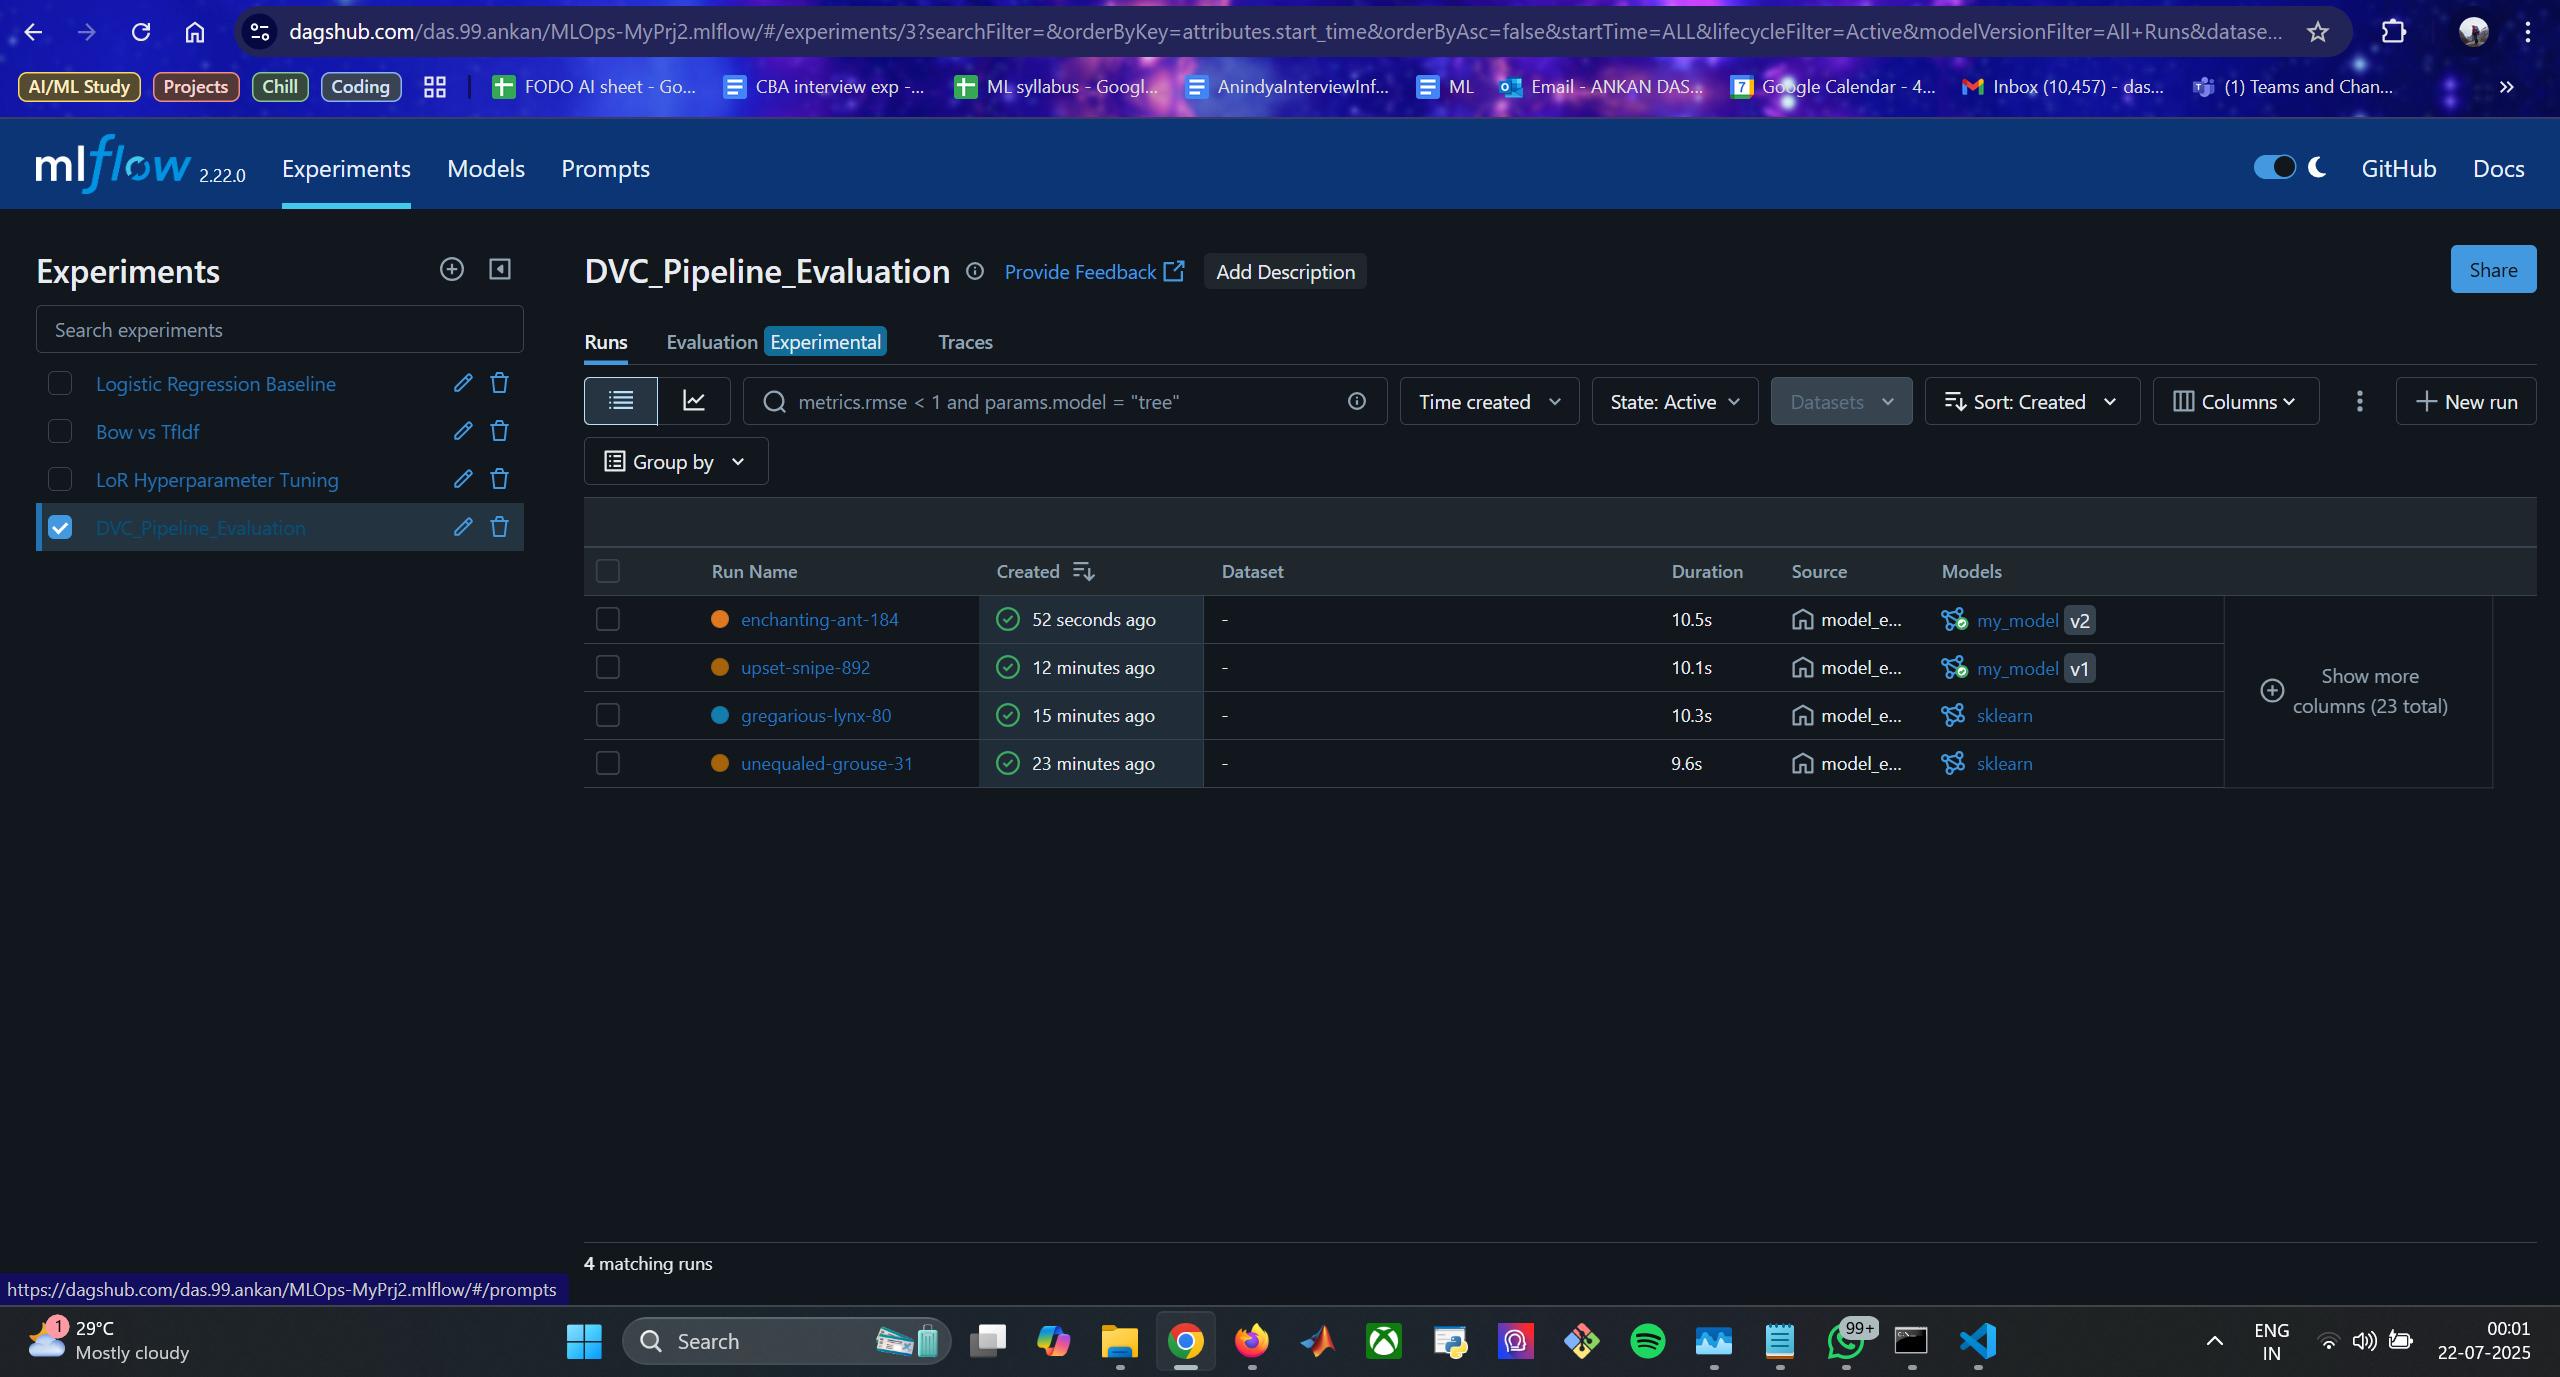 dagshub.com/das.99.ankan/MLOps-MyPrj2.mlflow/#/experiments/3?searchFilter=&orderByKey=attributes.start_time&orderByAsc=false&startTime=ALL&lifecycleFilter=Active&modelVersionFilter=All+Runs&datase...
AI/ML Study Projects Chill Coding FODO AI sheet - Go... CBA interview exp -... ML syllabus - Googl... AnindyaInterviewInf... ML Email - ANKAN DAS... Google Calendar - 4... Inbox (10,457) - das... (1) Teams and Chan... »
mlflow 2.22.0 Experiments Models Prompts GitHub Docs
Experiments
Search experiments
Logistic Regression Baseline
Bow vs TfIdf
LoR Hyperparameter Tuning
DVC_Pipeline_Evaluation
DVC_Pipeline_Evaluation Provide Feedback Add Description Share
Runs Evaluation Experimental Traces
metrics.rmse < 1 and params.model = "tree" Time created State: Active Datasets Sort: Created Columns New run
Group by
Run Name Created Dataset Duration Source Models
enchanting-ant-184 52 seconds ago - 10.5s model_e... my_model v2
upset-snipe-892 12 minutes ago - 10.1s model_e... my_model v1
gregarious-lynx-80 15 minutes ago - 10.3s model_e... sklearn
unequaled-grouse-31 23 minutes ago - 9.6s model_e... sklearn
Show more
columns (23 total)
4 matching runs
https://dagshub.com/das.99.ankan/MLOps-MyPrj2.mlflow/#/prompts
1 29°C
Mostly cloudy
Search
99+
ENG
IN
00:01
22-07-2025